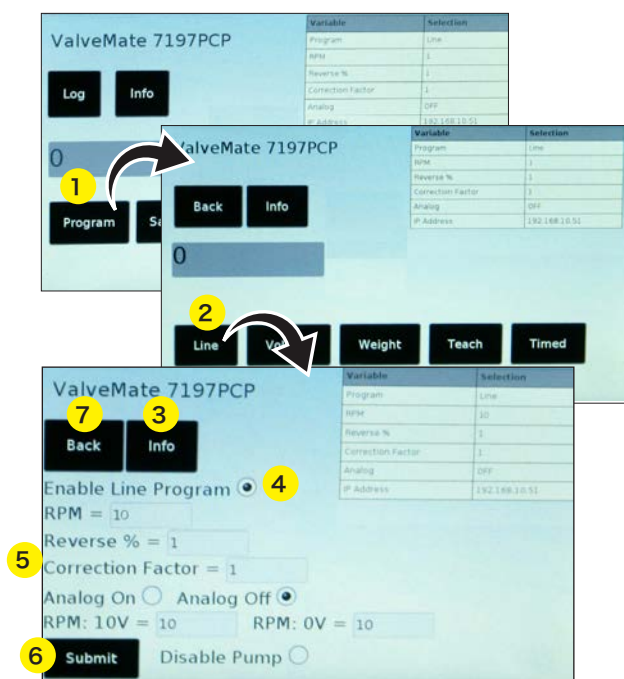 ValveMate 7197PCP
Variable Selection
Program Line
RPM 1
Reverse % 1
Correction Factor 1
Analog OFF
IP Address 192.168.10.51
Log Info
0
1
Program
ValveMate 7197PCP
Variable Selection
Program Line
RPM 1
Reverse % 1
Correction Factor 1
Analog OFF
IP Address 192.168.10.51
Back Info
0
2
Line Weight Teach Timed
ValveMate 7197PCP
Variable Selection
Program Line
RPM 10
Reverse % 1
Correction Factor 1
Analog OFF
IP Address 192.168.10.51
7 3
Back Info
Enable Line Program 4
RPM = 10
Reverse % = 1
5
Correction Factor = 1
Analog On Analog Off
RPM: 10V = 10 RPM: 0V = 10
6 Submit Disable Pump